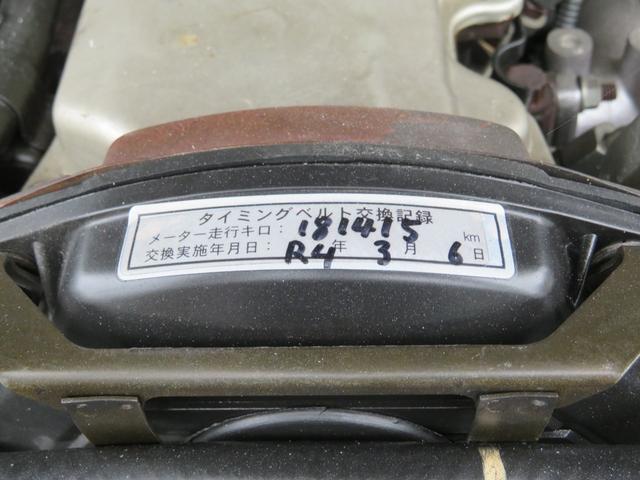 タイミングベルト交換記録
メーター走行キロ： 181415 km
交換実施年月日： R4 年 3 月 6 日